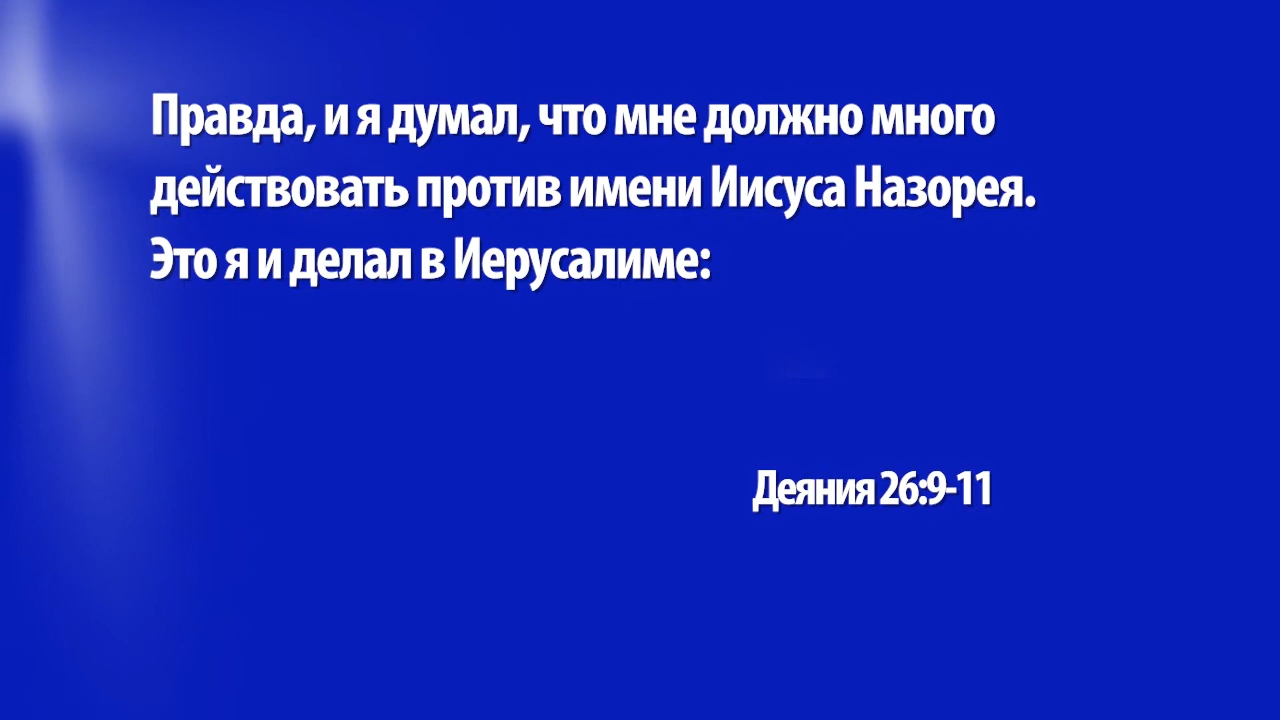 Правда, и я думал, что мне должно много
действовать против имени Иисуса Назорея.
Это я и делал в Иерусалиме:
Деяния 26:9-11